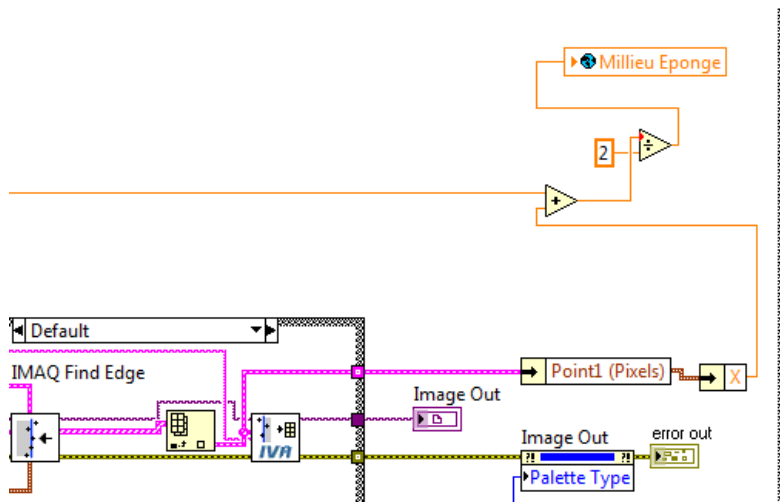 Millieu Eponge
2
÷
+
Default
IMAQ Find Edge
Point1 (Pixels)
X
Image Out
IVA
Image Out
error out
?!
?!
Palette Type